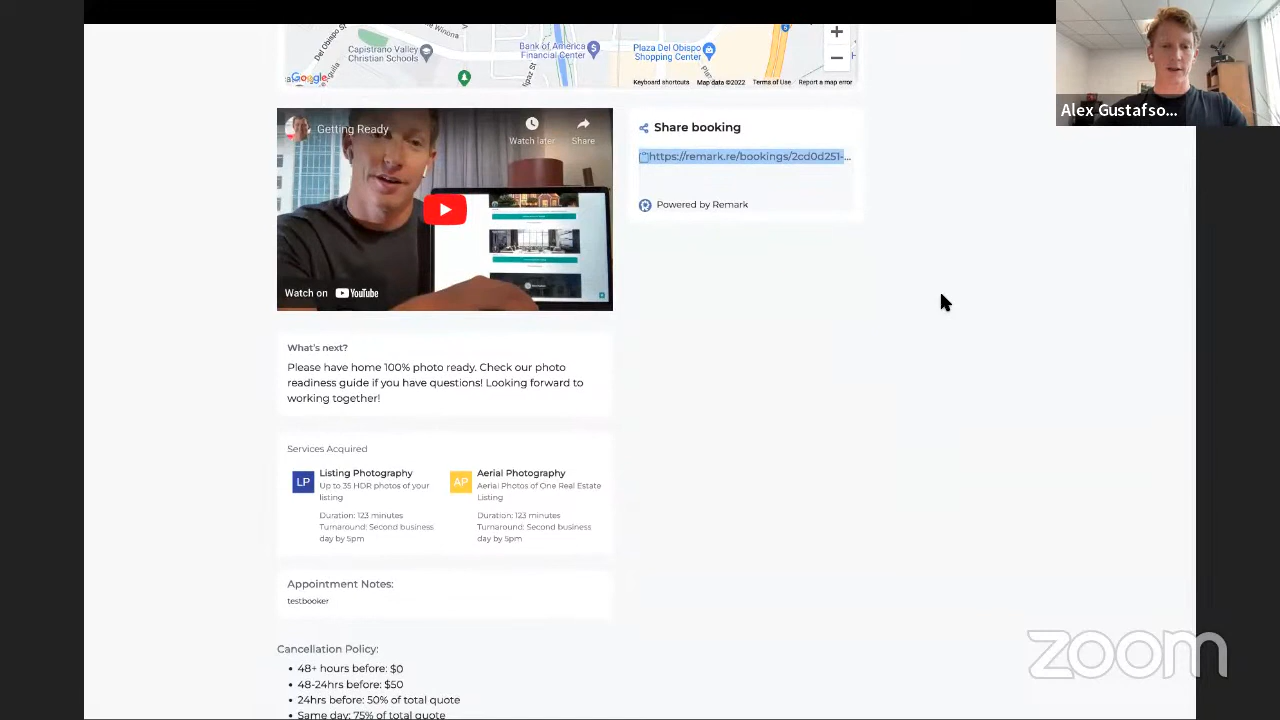 Del Obispo St
Capistrano Valley
Christian Schools
Bank of America
Financial Center
Plaza Del Obispo
Shopping Center
Google
Keyboard shortcuts
Map data ©2022
Terms of Use
Report a map error
Alex Gustafso...
Getting Ready
Watch later
Share
Watch on YouTube
Share booking
https://remark.re/bookings/2cd0d251-...
Powered by Remark
What's next?
Please have home 100% photo ready. Check our photo
readiness guide if you have questions! Looking forward to
working together!
Services Acquired
LP
Listing Photography
Up to 35 HDR photos of your
listing
Duration: 123 minutes
Turnaround: Second business
day by 5pm
AP
Aerial Photography
Aerial Photos of One Real Estate
Listing
Duration: 123 minutes
Turnaround: Second business
day by 5pm
Appointment Notes:
testbooker
Cancellation Policy:
• 48+ hours before: $0
• 48-24hrs before: $50
• 24hrs before: 50% of total quote
• Same day: 75% of total quote
zoom